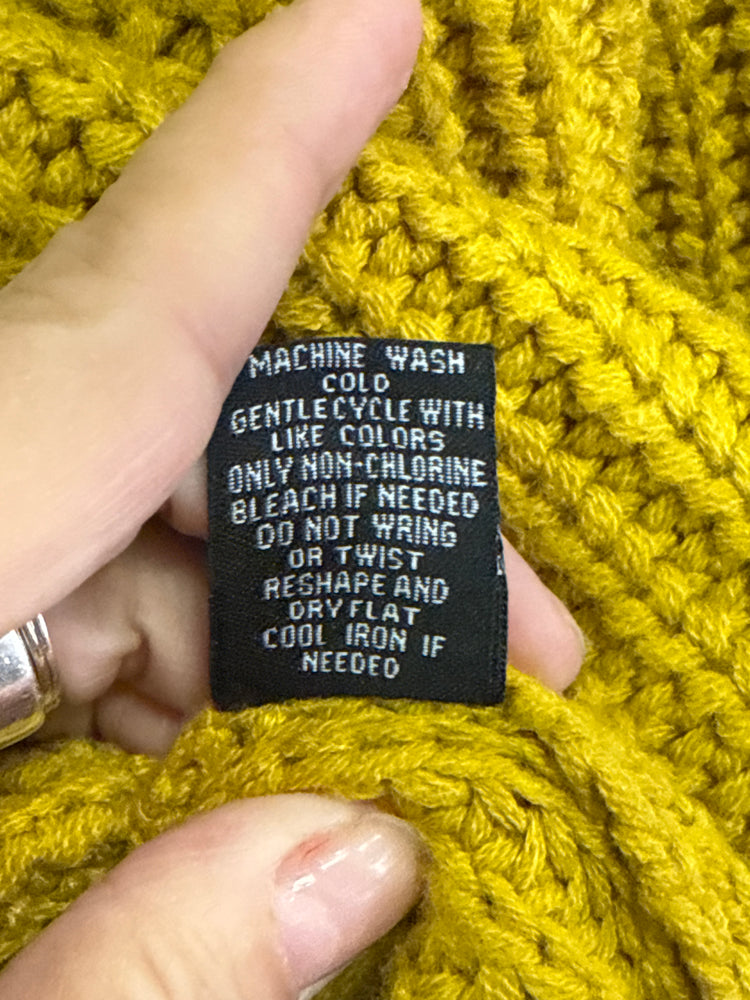 MACHINE WASH
COLD
GENTLE CYCLE WITH
LIKE COLORS
ONLY NON-CHLORINE
BLEACH IF NEEDED
DO NOT WRING
OR TWIST
RESHAPE AND
DRY FLAT
COOL IRON IF
NEEDED